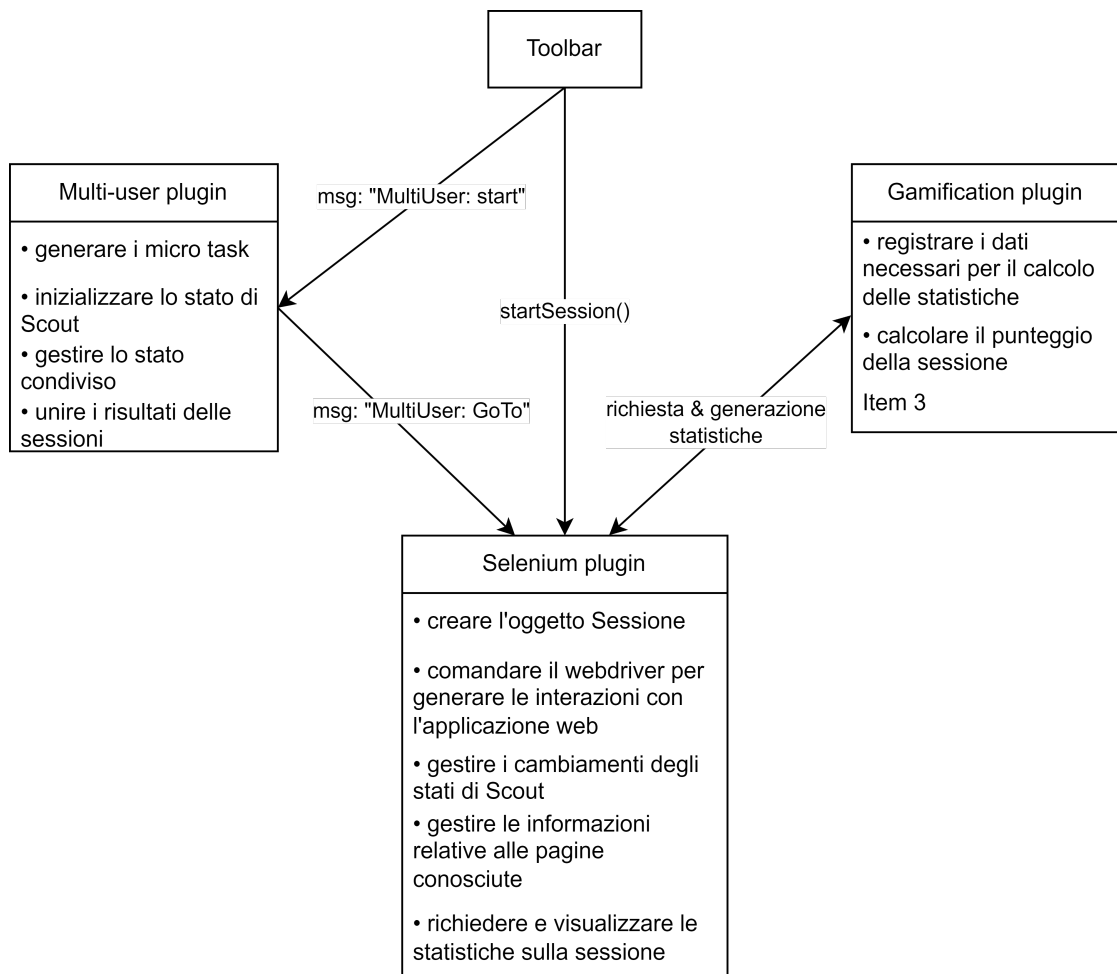 Toolbar
Multi-user plugin
• generare i micro task
• inizializzare lo stato di
Scout
• gestire lo stato
condiviso
• unire i risultati delle
sessioni
msg: "MultiUser: start"
startSession()
msg: "MultiUser: GoTo"
richiesta & generazione
statistiche
Gamification plugin
• registrare i dati
necessari per il calcolo
delle statistiche
• calcolare il punteggio
della sessione
Item 3
Selenium plugin
• creare l'oggetto Sessione
• comandare il webdriver per
generare le interazioni con
l'applicazione web
• gestire i cambiamenti degli
stati di Scout
• gestire le informazioni
relative alle pagine
conosciute
• richiedere e visualizzare le
statistiche sulla sessione